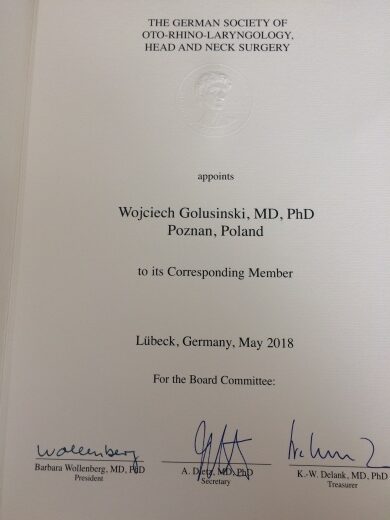 THE GERMAN SOCIETY OF
OTO-RHINO-LARYNGOLOGY,
HEAD AND NECK SURGERY
appoints
Wojciech Golusinski, MD, PhD
Poznan, Poland
to its Corresponding Member
Lübeck, Germany, May 2018
For the Board Committee:
Wollenberg
Barbara Wollenberg, MD, PhD
President
A. Dietz, MD, PhD
Secretary
K.-W. Delank, MD, PhD
Treasurer